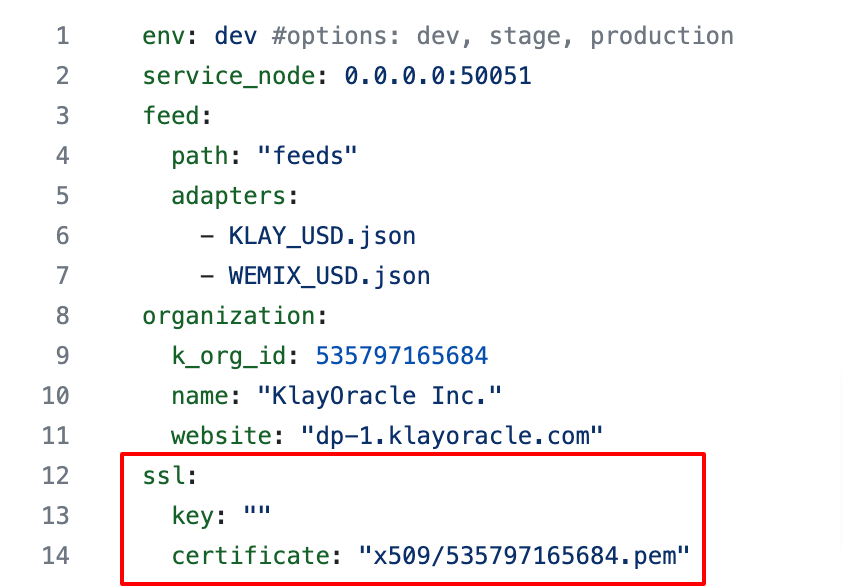 1 env: dev #options: dev, stage, production
2 service_node: 0.0.0.0:50051
3 feed:
4   path: "feeds"
5   adapters:
6     - KLAY_USD.json
7     - WEMIX_USD.json
8 organization:
9   k_org_id: 535797165684
10   name: "KlayOracle Inc."
11   website: "dp-1.klayoracle.com"
12 ssl:
13   key: ""
14   certificate: "x509/535797165684.pem"